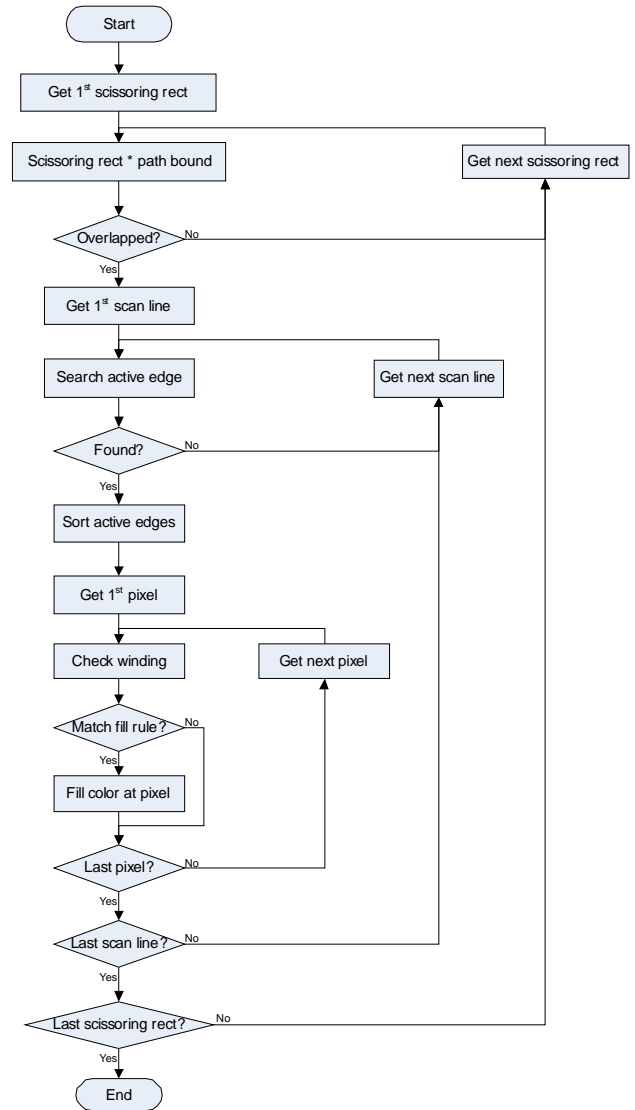 Start
Get 1st scissoring rect
Scissoring rect * path bound
Get next scissoring rect
Overlapped?
No
Yes
Get 1st scan line
Search active edge
Get next scan line
Found?
No
Yes
Sort active edges
Get 1st pixel
Check winding
Get next pixel
Match fill rule?
No
Yes
Fill color at pixel
Last pixel?
No
Yes
Last scan line?
No
Yes
Last scissoring rect?
No
Yes
End